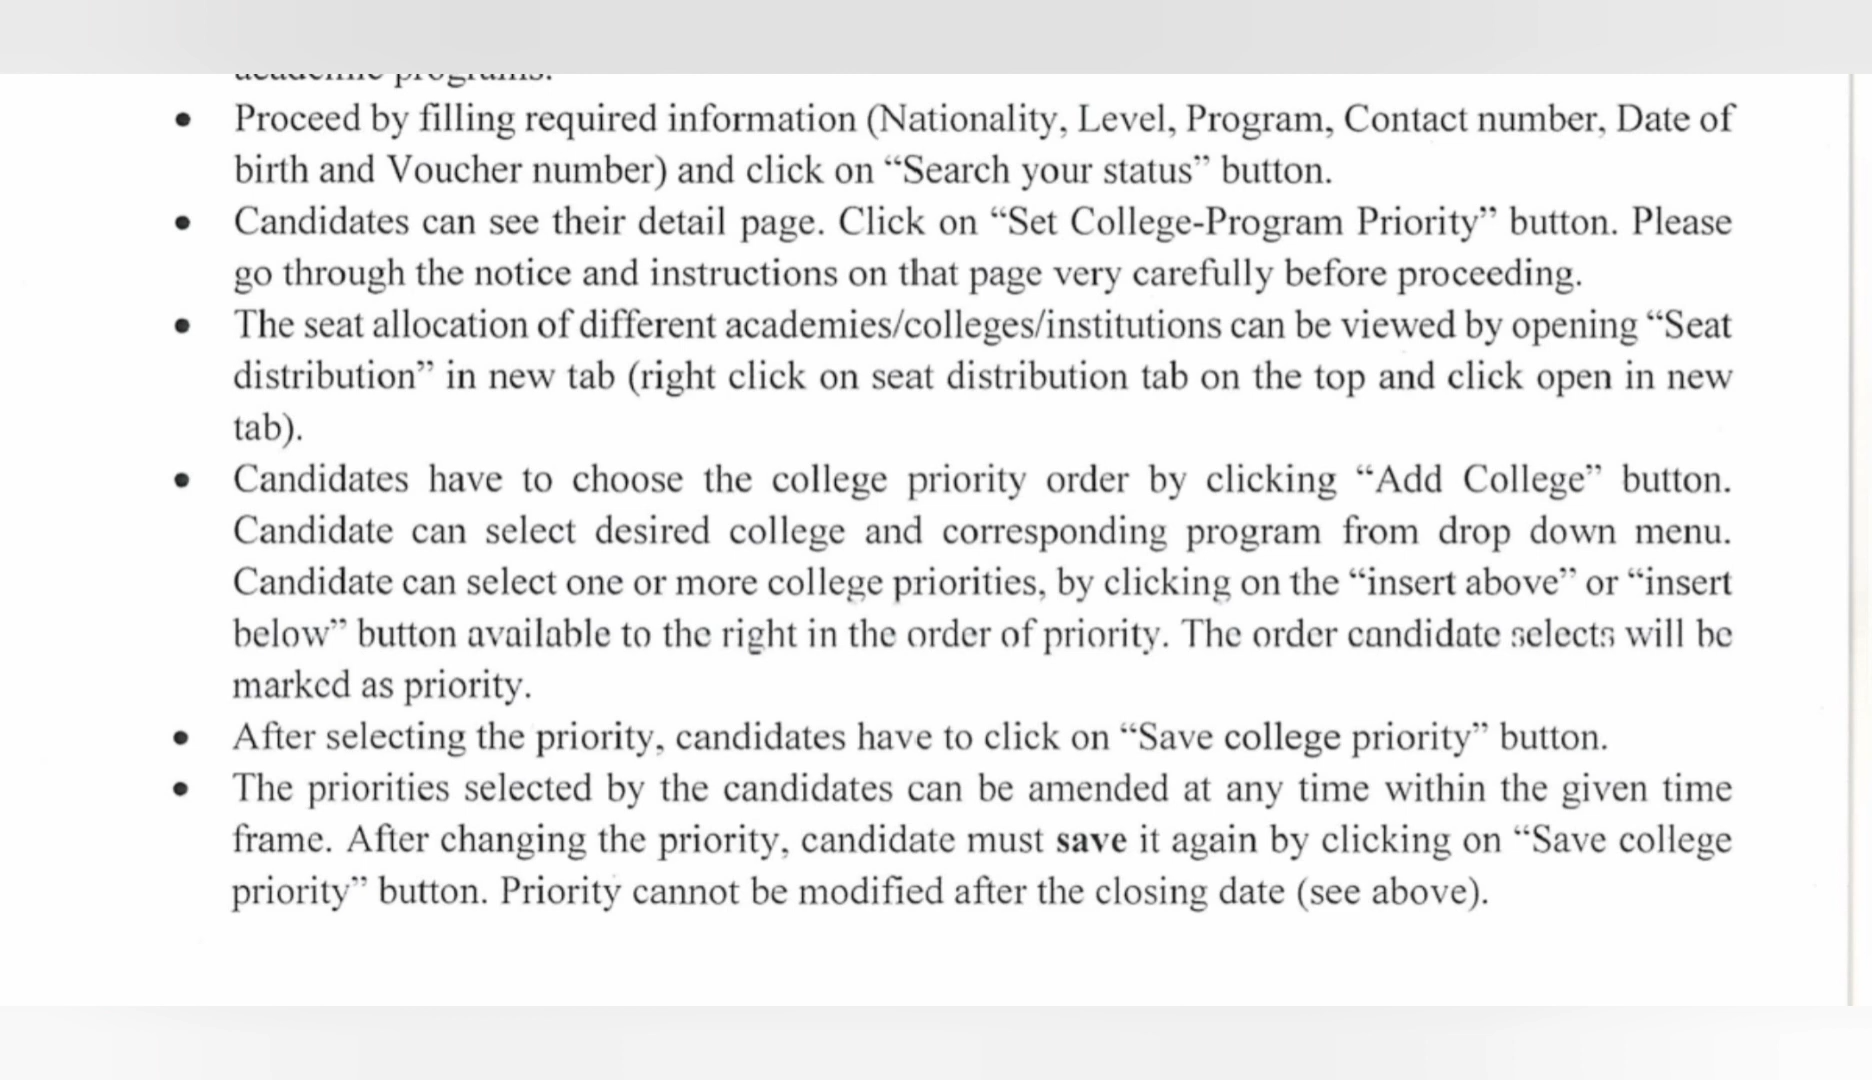 academic programs.
• Proceed by filling required information (Nationality, Level, Program, Contact number, Date of
birth and Voucher number) and click on “Search your status” button.
• Candidates can see their detail page. Click on “Set College-Program Priority” button. Please
go through the notice and instructions on that page very carefully before proceeding.
• The seat allocation of different academies/colleges/institutions can be viewed by opening “Seat
distribution” in new tab (right click on seat distribution tab on the top and click open in new
tab).
• Candidates have to choose the college priority order by clicking “Add College” button.
Candidate can select desired college and corresponding program from drop down menu.
Candidate can select one or more college priorities, by clicking on the “insert above” or “insert
below” button available to the right in the order of priority. The order candidate selects will be
marked as priority.
• After selecting the priority, candidates have to click on “Save college priority” button.
• The priorities selected by the candidates can be amended at any time within the given time
frame. After changing the priority, candidate must save it again by clicking on “Save college
priority” button. Priority cannot be modified after the closing date (see above).